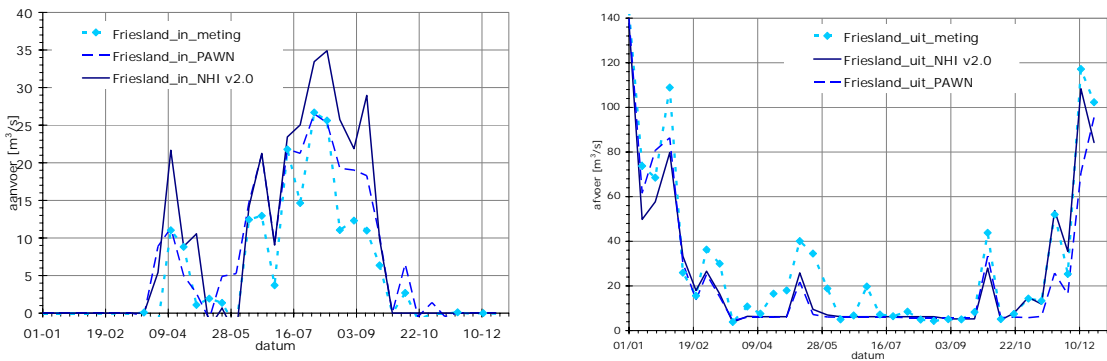 40
35
30
25
20
15
10
5
0
aanvoer [m³/s]
Friesland_in_meting
Friesland_in_PAWN
Friesland_in_NHI v2.0
01-01 19-02 09-04 28-05 16-07 03-09 22-10 10-12
datum
140
120
100
80
60
40
20
0
afvoer [m³/s]
Friesland_uit_meting
Friesland_uit_NHI v2.0
Friesland_uit_PAWN
01/01 19/02 09/04 28/05 16/07 03/09 22/10 10/12
datum